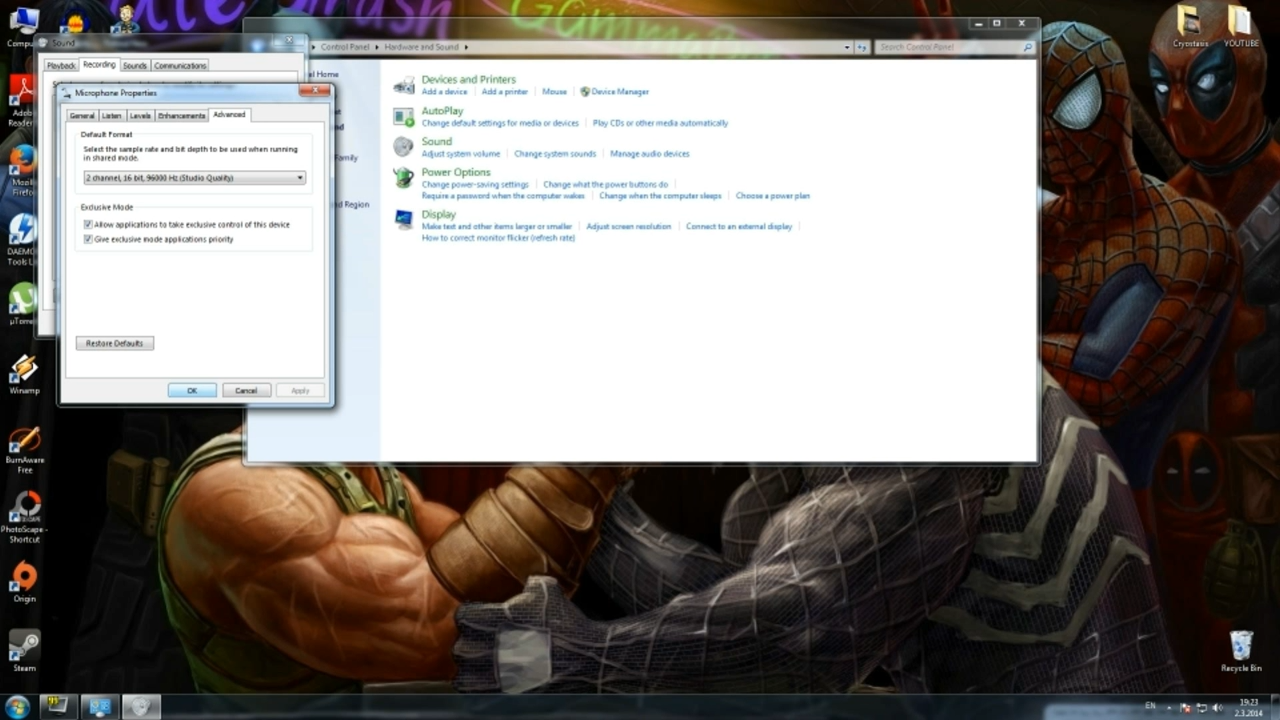 Sound
Playback
Recording
Sounds
Communications
Microphone Properties
General
Listen
Levels
Enhancements
Advanced
Default Format
Select the sample rate and bit depth to be used when running
in shared mode.
2 channel, 16 bit, 96000 Hz (Studio Quality)
Exclusive Mode
Allow applications to take exclusive control of this device
Give exclusive mode applications priority
Restore Defaults
OK
Cancel
Apply
Control Panel
Hardware and Sound
Search Control Panel
Home
Family
Region
Devices and Printers
Add a device
Add a printer
Mouse
Device Manager
AutoPlay
Change default settings for media or devices
Play CDs or other media automatically
Sound
Adjust system volume
Change system sounds
Manage audio devices
Power Options
Change power-saving settings
Change what the power buttons do
Require a password when the computer wakes
Change when the computer sleeps
Choose a power plan
Display
Make text and other items larger or smaller
Adjust screen resolution
Connect to an external display
How to correct monitor flicker (refresh rate)
Cryostasis
YOUTUBE
Winamp
BurnAware
Free
PhotoScape -
Shortcut
Origin
Steam
Recycle Bin
EN
19:23
2.3.2014